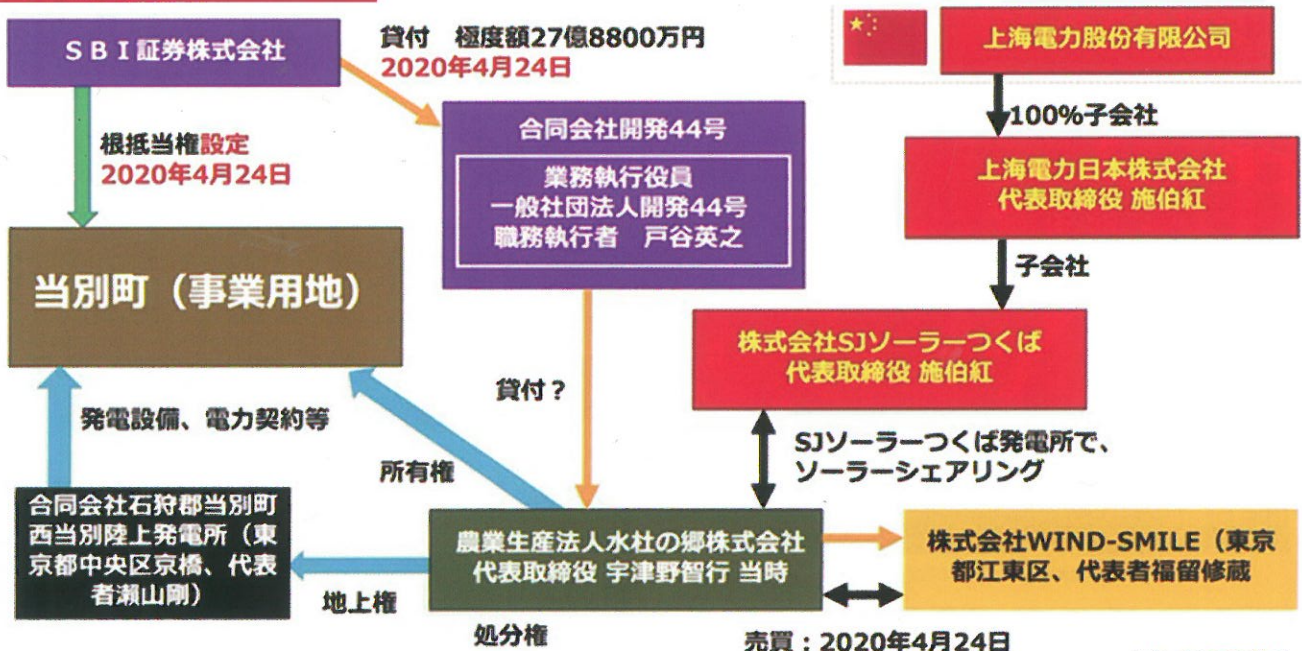 SBI証券株式会社
貸付 極度額27億8800万円
2020年4月24日
上海電力股份有限公司
100%子会社
根抵当権設定
2020年4月24日
合同会社開発44号
業務執行役員
一般社団法人開発44号
職務執行者 戸谷英之
上海電力日本株式会社
代表取締役 施伯紅
子会社
当別町(事業用地)
株式会社SJソーラーつくば
代表取締役 施伯紅
貸付?
発電設備、電力契約等
所有権
SJソーラーつくば発電所で、
ソーラーシェアリング
合同会社石狩郡当別町
西当別陸上発電所(東
京都中央区京橋、代表
者瀬山剛)
地上権
農業生産法人水杜の郷株式会社
代表取締役 宇津野智行 当時
株式会社WIND-SMILE(東京
都江東区、代表者福留修蔵
処分権
売買:2020年4月24日